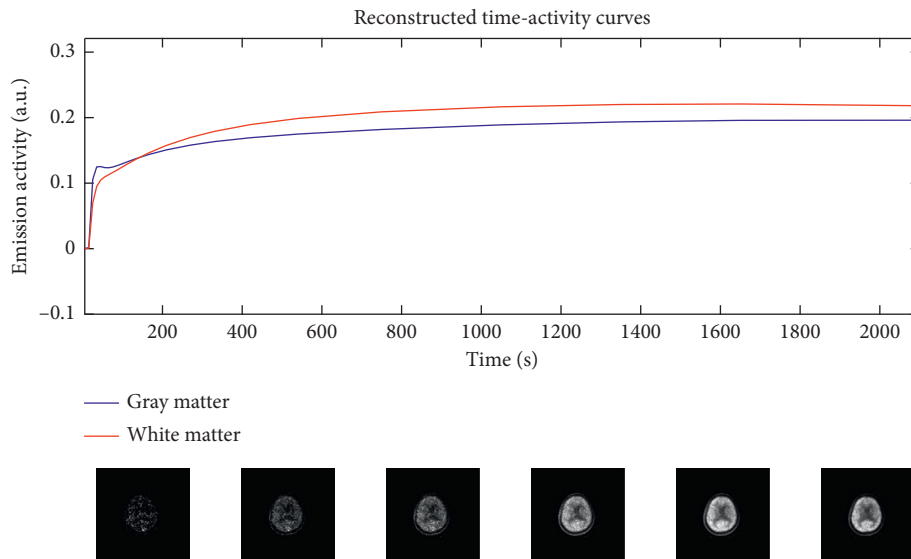 Reconstructed time-activity curves
0.3
0.2
0.1
0
–0.1
Emission activity (a.u.)
200 400 600 800 1000 1200 1400 1600 1800 2000
Time (s)
Gray matter
White matter